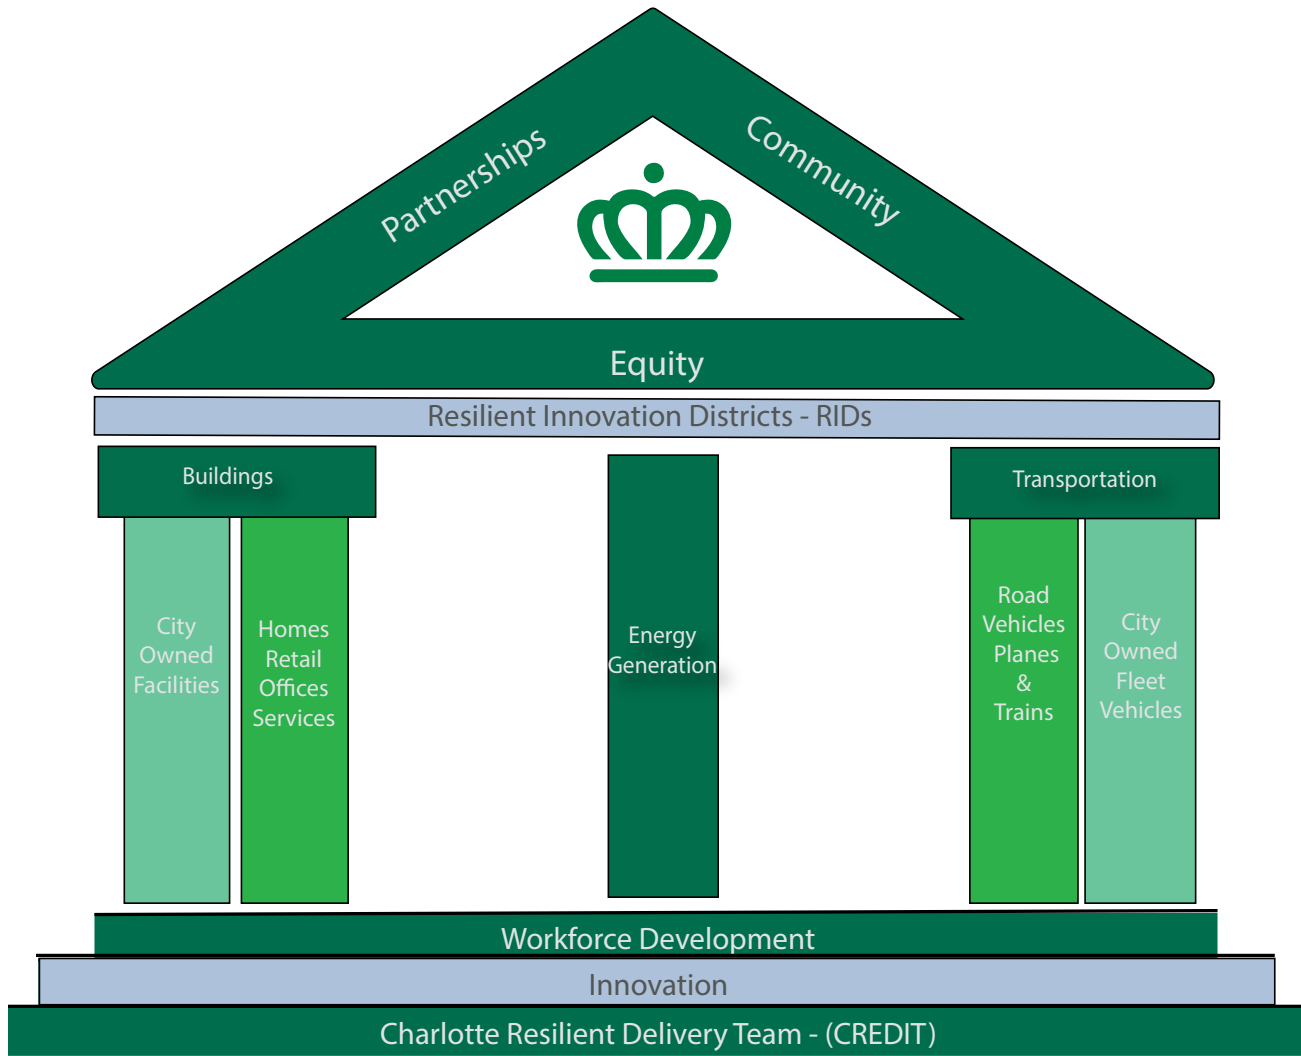 Partnerships
Community
Equity
Resilient Innovation Districts - RIDs
Buildings
Transportation
City
Owned
Facilities
Homes
Retail
Offices
Services
Energy
Generation
Road
Vehicles
Planes
&
Trains
City
Owned
Fleet
Vehicles
Workforce Development
Innovation
Charlotte Resilient Delivery Team - (CREDIT)